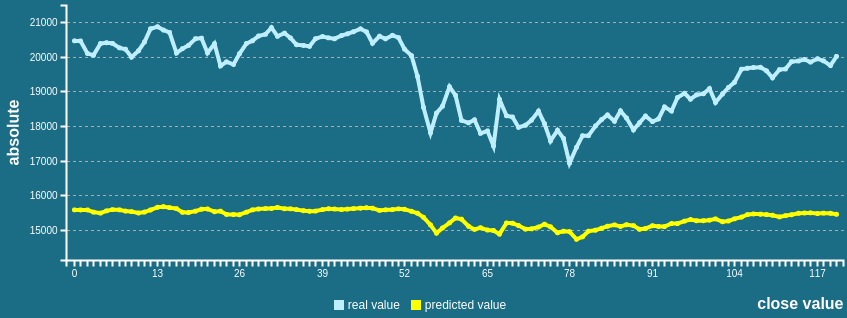 21000
20000
19000
18000
17000
16000
15000
absolute
0 13 26 39 52 65 78 91 104 117
real value predicted value
close value